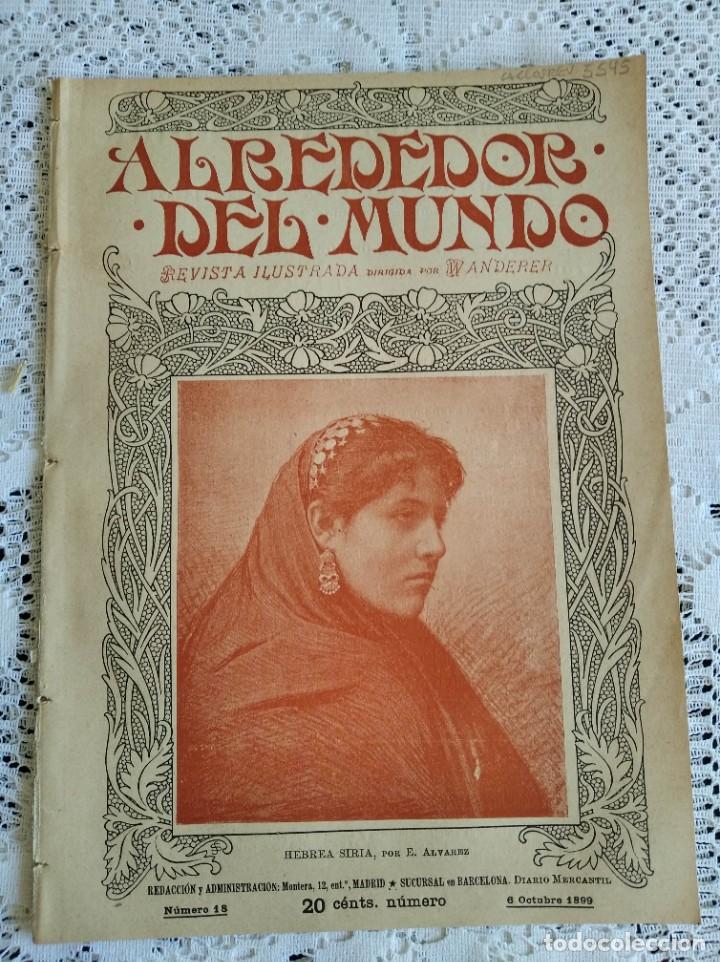 5545
ALREDEDOR·
·DEL·MUNDO
REVISTA ILUSTRADA DIRIGIDA POR WANDERER
HEBREA SIRIA, POR E. ALVAREZ
REDACCIÓN y ADMINISTRACIÓN: Montera, 12, ent.º, MADRID ★ SUCURSAL en BARCELONA. DIARIO MERCANTIL
Número 18 20 cénts. número 6 Octubre 1899
todocoleccion